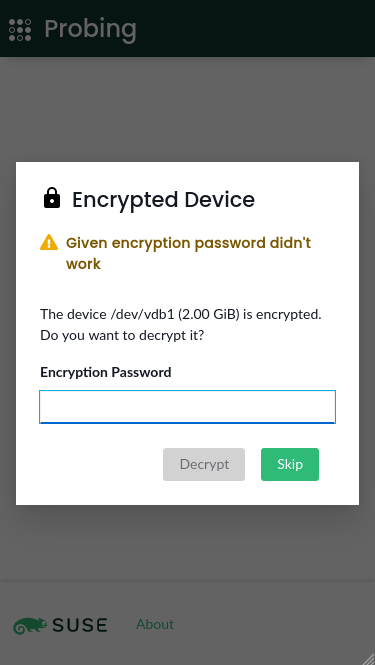 Probing
Encrypted Device
Given encryption password didn't
work
The device /dev/vdb1 (2.00 GiB) is encrypted.
Do you want to decrypt it?
Encryption Password
Decrypt
Skip
SUSE
About